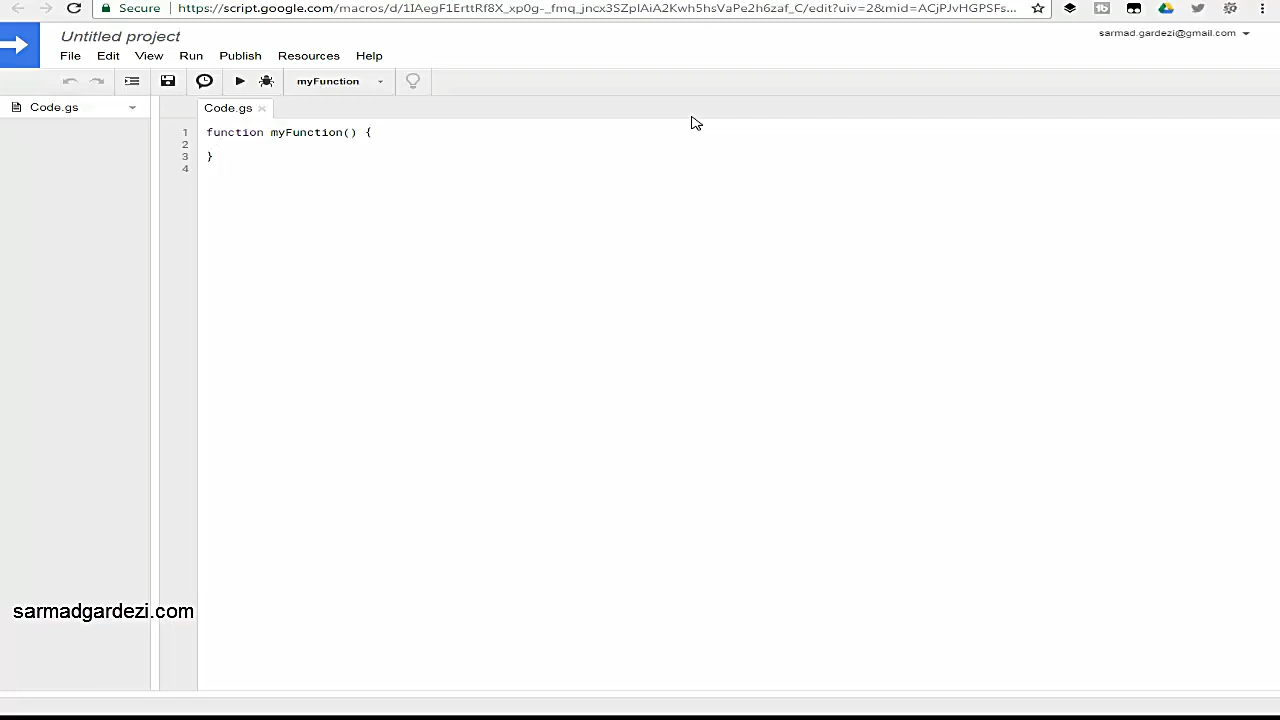 Secure https://script.google.com/macros/d/1IAegF1ErttRf8X_xp0g-_fmq_jncx3SZplAiA2Kwh5hsVaPe2h6zaf_C/edit?uiv=2&mid=ACjPJvHGPSFs...
Untitled project
sarmad.gardezi@gmail.com
File Edit View Run Publish Resources Help
myFunction
Code.gs
Code.gs
1 function myFunction() {
2
3 }
4
sarmadgardezi.com